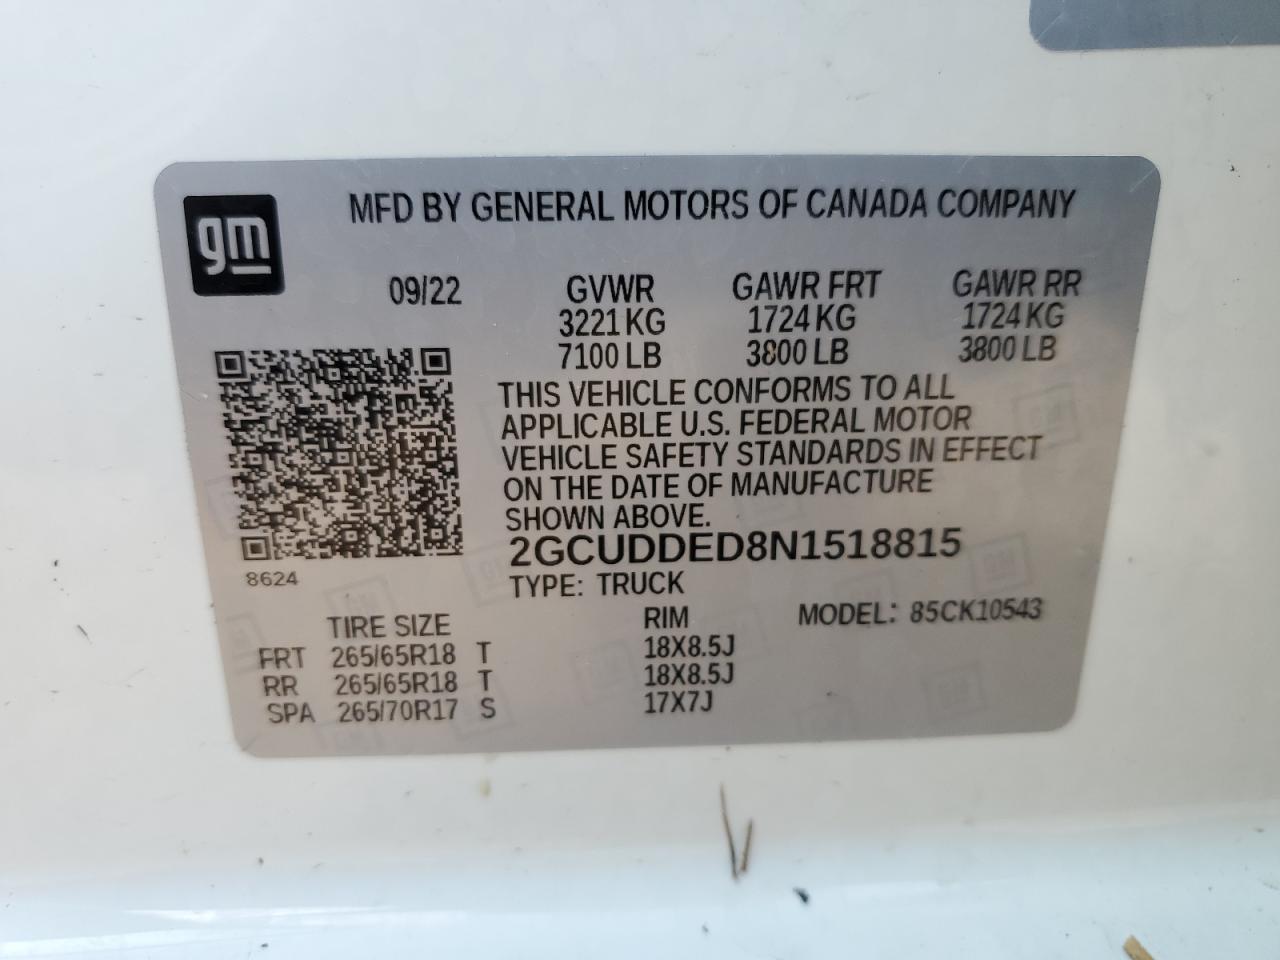 gm
MFD BY GENERAL MOTORS OF CANADA COMPANY
09/22 GVWR GAWR FRT GAWR RR
3221 KG 1724 KG 1724 KG
7100 LB 3800 LB 3800 LB
THIS VEHICLE CONFORMS TO ALL
APPLICABLE U.S. FEDERAL MOTOR
VEHICLE SAFETY STANDARDS IN EFFECT
ON THE DATE OF MANUFACTURE
SHOWN ABOVE.
2GCUDDED8N1518815
8624
TYPE: TRUCK
TIRE SIZE RIM MODEL: 85CK10543
FRT 265/65R18 T 18X8.5J
RR 265/65R18 T 18X8.5J
SPA 265/70R17 S 17X7J